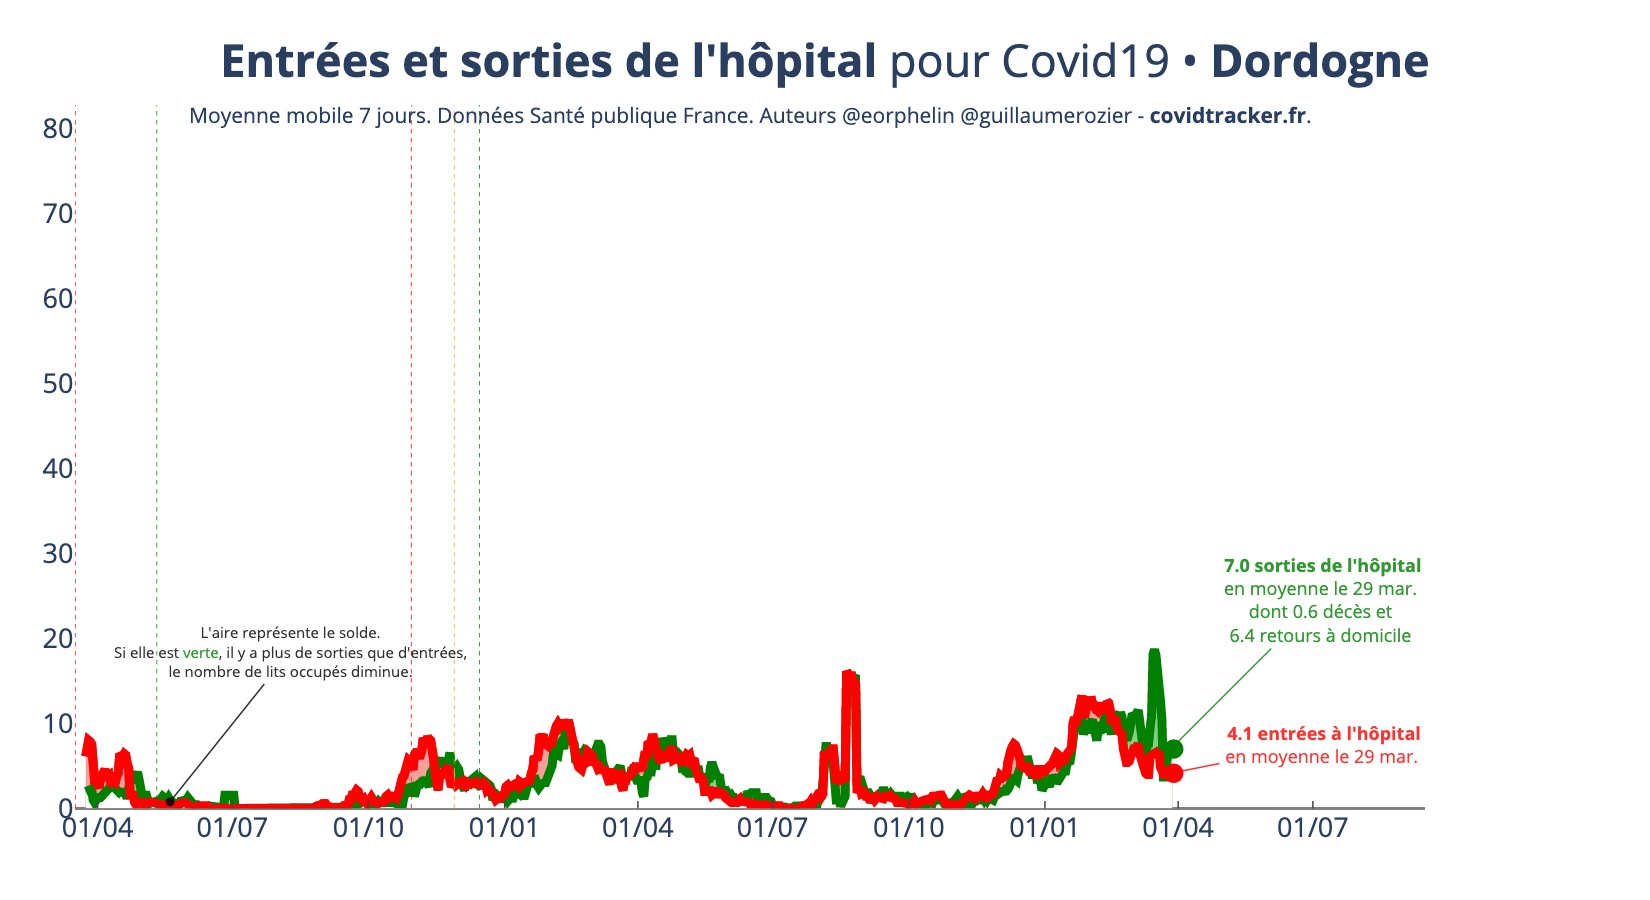 Entrées et sorties de l'hôpital pour Covid19 • Dordogne
Moyenne mobile 7 jours. Données Santé publique France. Auteurs @eorphelin @guillaumerozier - covidtracker.fr.
80
70
60
50
40
30
20
10
0
7.0 sorties de l'hôpital
en moyenne le 29 mar.
dont 0.6 décès et
6.4 retours à domicile
L'aire représente le solde.
Si elle est verte, il y a plus de sorties que d'entrées,
le nombre de lits occupés diminue.
4.1 entrées à l'hôpital
en moyenne le 29 mar.
01/04 01/07 01/10 01/01 01/04 01/07 01/10 01/01 01/04 01/07